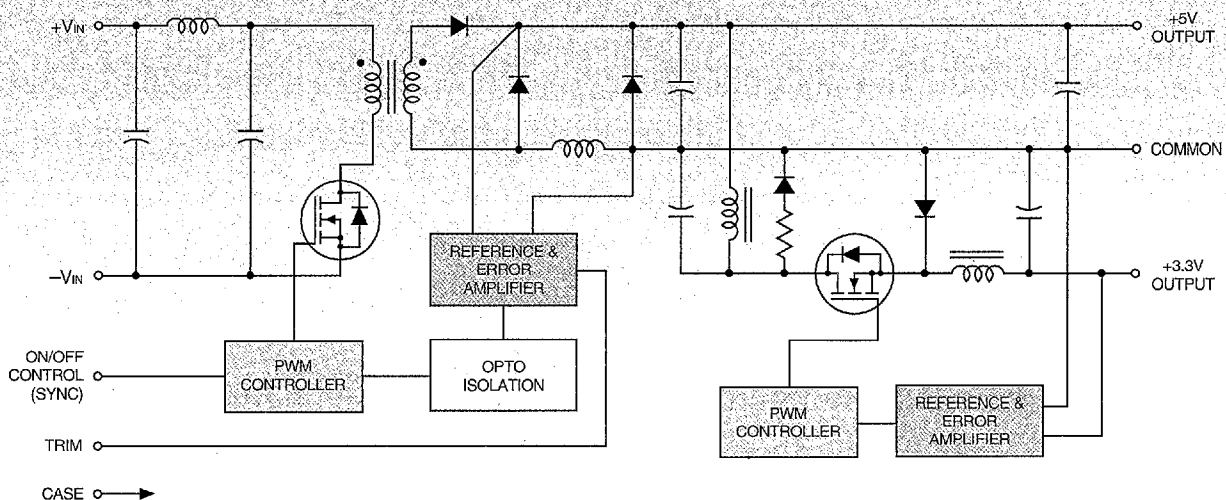 +VIN
+5V
OUTPUT
COMMON
–VIN
REFERENCE &
ERROR
AMPLIFIER
+3.3V
OUTPUT
ON/OFF
CONTROL
(SYNC)
PWM
CONTROLLER
OPTO
ISOLATION
PWM
CONTROLLER
REFERENCE &
ERROR
AMPLIFIER
TRIM
CASE